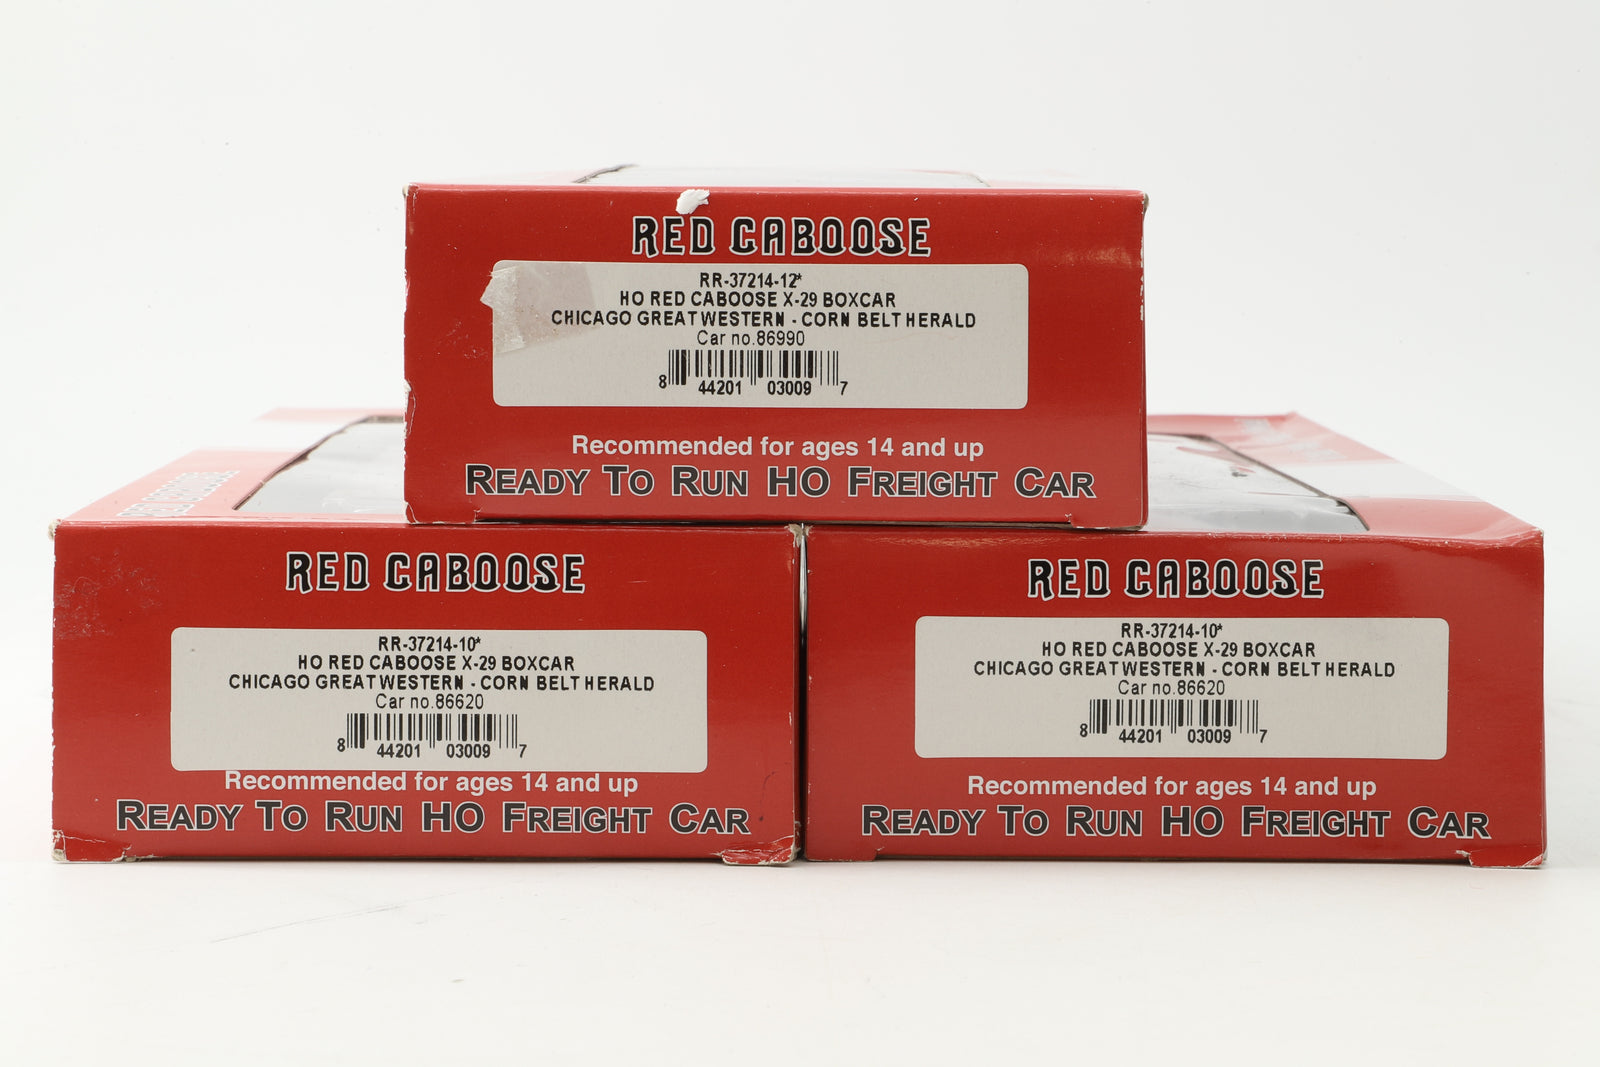 RED CABOOSE
RR-37214-12*
HO RED CABOOSE X-29 BOXCAR
CHICAGO GREAT WESTERN - CORN BELT HERALD
Car no.86990
8 44201 03009 7
Recommended for ages 14 and up
READY TO RUN HO FREIGHT CAR
RED CABOOSE
RED CABOOSE
RR-37214-10*
HO RED CABOOSE X-29 BOXCAR
CHICAGO GREAT WESTERN - CORN BELT HERALD
Car no.86620
8 44201 03009 7
Recommended for ages 14 and up
READY TO RUN HO FREIGHT CAR
RED CABOOSE
RR-37214-10*
HO RED CABOOSE X-29 BOXCAR
CHICAGO GREAT WESTERN - CORN BELT HERALD
Car no.86620
8 44201 03009 7
Recommended for ages 14 and up
READY TO RUN HO FREIGHT CAR